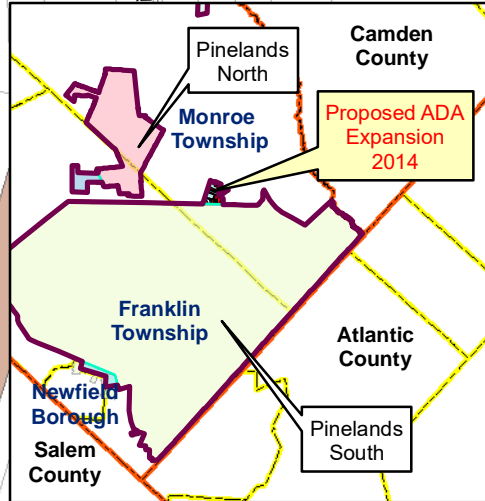 Camden
County
Pinelands
North
Monroe
Township
Proposed ADA
Expansion
2014
Franklin
Township
Atlantic
County
Newfield
Borough
Pinelands
South
Salem
County